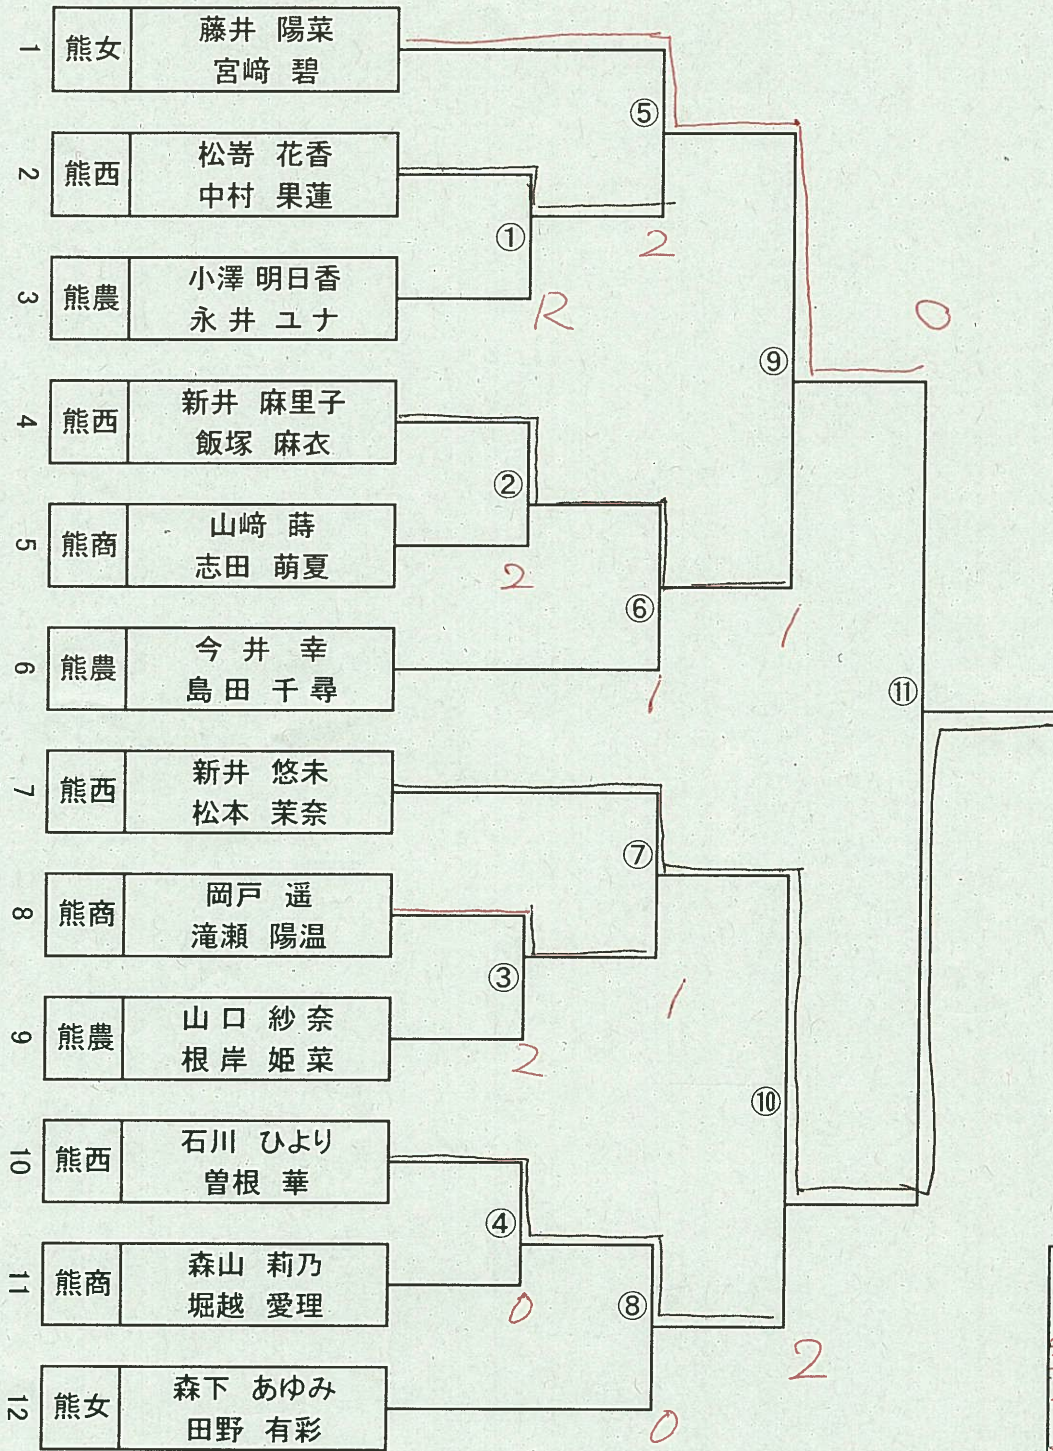 1 熊女 藤井 陽菜
宮﨑 碧
⑤
2 熊西 松嵜 花香
中村 果蓮
① 2
3 熊農 小澤 明日香
永井 ユナ
R 0
⑨
4 熊西 新井 麻里子
飯塚 麻衣
②
5 熊商 山﨑 蒔
志田 萌夏
2
⑥ 1
6 熊農 今井 幸
島田 千尋
1 ⑪
7 熊西 新井 悠未
松本 茉奈
⑦
8 熊商 岡戸 遥
滝瀬 陽温
③ 1
9 熊農 山口 紗奈
根岸 姫菜
2
⑩
10 熊西 石川 ひより
曽根 華
④
11 熊商 森山 莉乃
堀越 愛理
0 ⑧
2
12 熊女 森下 あゆみ
田野 有彩
0